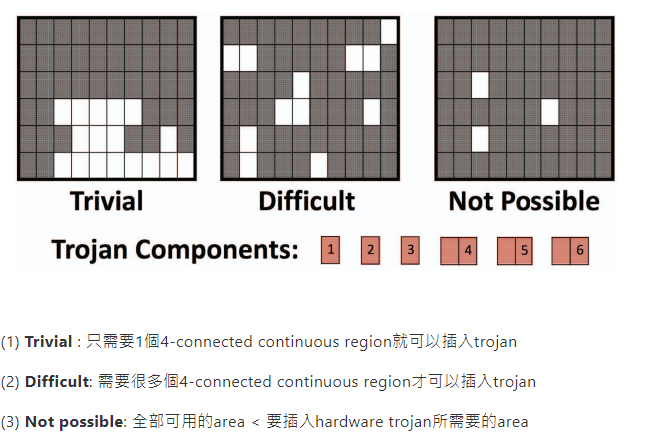 Trivial Difficult Not Possible
Trojan Components: 1 2 3 4 5 6
(1) Trivial : 只需要1個4-connected continuous region就可以插入trojan
(2) Difficult: 需要很多個4-connected continuous region才可以插入trojan
(3) Not possible: 全部可用的area < 要插入hardware trojan所需要的area